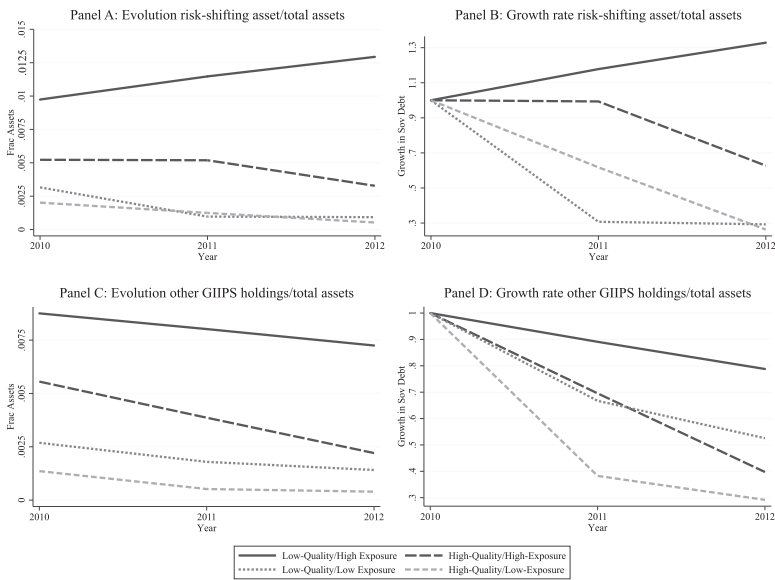 Panel A: Evolution risk-shifting asset/total assets
Frac Assets
.015
.0125
.01
.0075
.005
.0025
0
2010 2011 2012
Year
Panel B: Growth rate risk-shifting asset/total assets
Growth in Sov Debt
1.3
1.1
.9
.7
.5
.3
2010 2011 2012
Year
Panel C: Evolution other GIIPS holdings/total assets
Frac Assets
.0075
.005
.0025
0
2010 2011 2012
Year
Panel D: Growth rate other GIIPS holdings/total assets
Growth in Sov Debt
1
.9
.8
.7
.6
.5
.4
.3
2010 2011 2012
Year
Low-Quality/High Exposure
High-Quality/High-Exposure
Low-Quality/Low Exposure
High-Quality/Low-Exposure